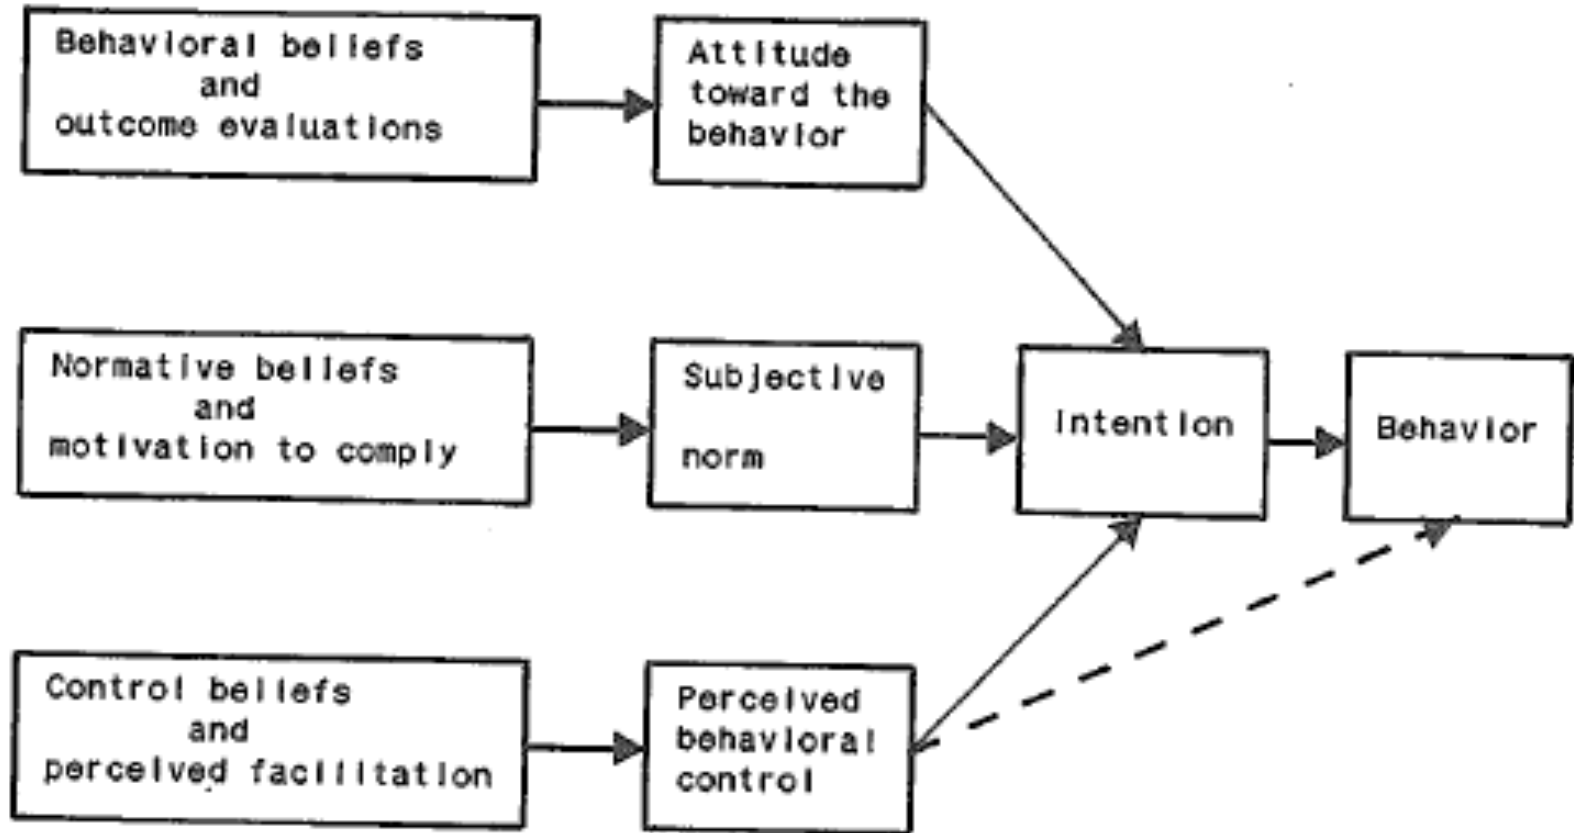 Behavioral beliefs
and
outcome evaluations
Attitude
toward the
behavior
Normative beliefs
and
motivation to comply
Subjective
norm
Intention
Behavior
Control beliefs
and
perceived facilitation
Perceived
behavioral
control